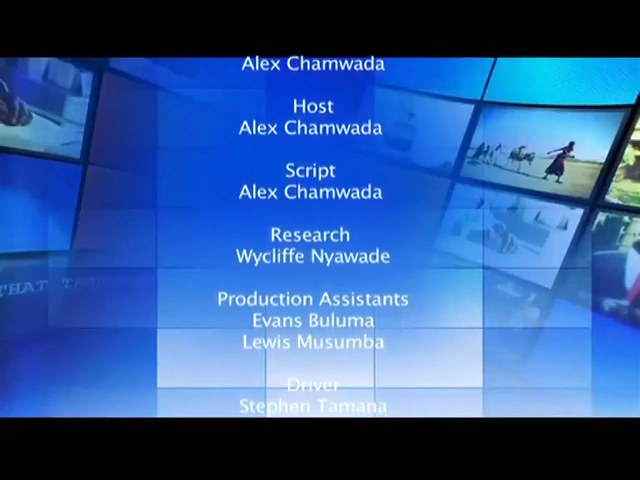 Alex Chamwada
Host
Alex Chamwada
Script
Alex Chamwada
Research
Wycliffe Nyawade
Production Assistants
Evans Buluma
Lewis Musumba
Driver
Stephen Tamana
THAT